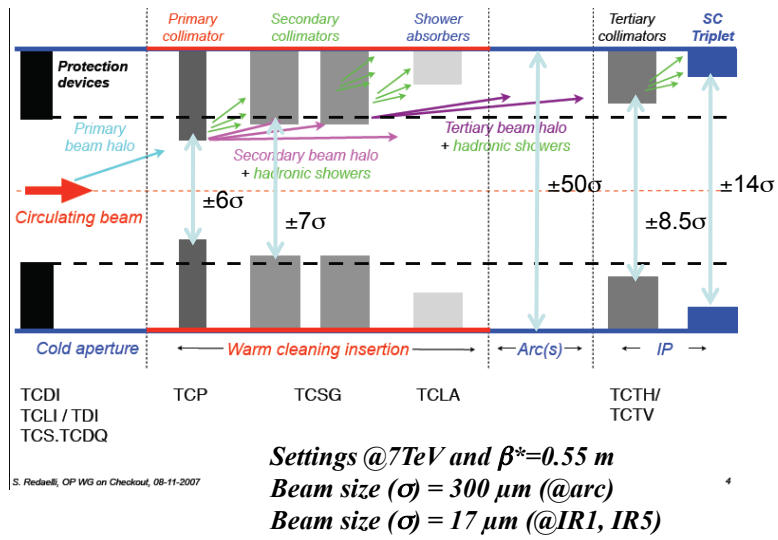 Primary
collimator
Secondary
collimators
Shower
absorbers
Tertiary
collimators
SC
Triplet
Protection
devices
Primary
beam halo
Tertiary beam halo
+ hadronic showers
Secondary beam halo
+ hadronic showers
Circulating beam
±6σ
±7σ
±50σ
±8.5σ
±14σ
Cold aperture
Warm cleaning insertion
Arc(s)
IP
TCDI
TCLI / TDI
TCS.TCDQ
TCP
TCSG
TCLA
TCTH/
TCTV
Settings @7TeV and β*=0.55 m
Beam size (σ) = 300 μm (@arc)
Beam size (σ) = 17 μm (@IR1, IR5)
S. Redaelli, OP WG on Checkout, 08-11-2007
4